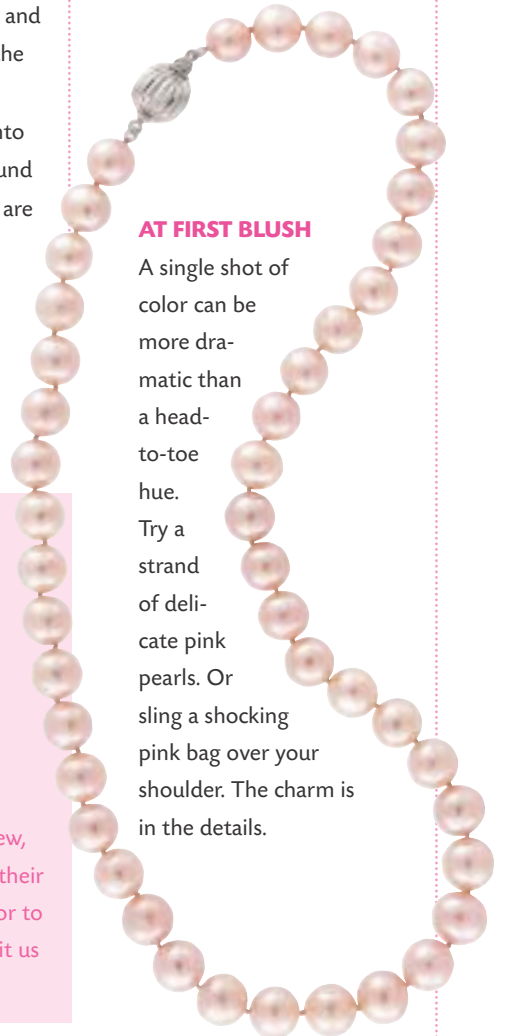 and
the
nto
und
are
AT FIRST BLUSH
A single shot of
color can be
more dra-
matic than
a head-
to-toe
hue.
Try a
strand
of deli-
cate pink
pearls. Or
sling a shocking
pink bag over your
shoulder. The charm is
in the details.
ew,
their
or to
it us